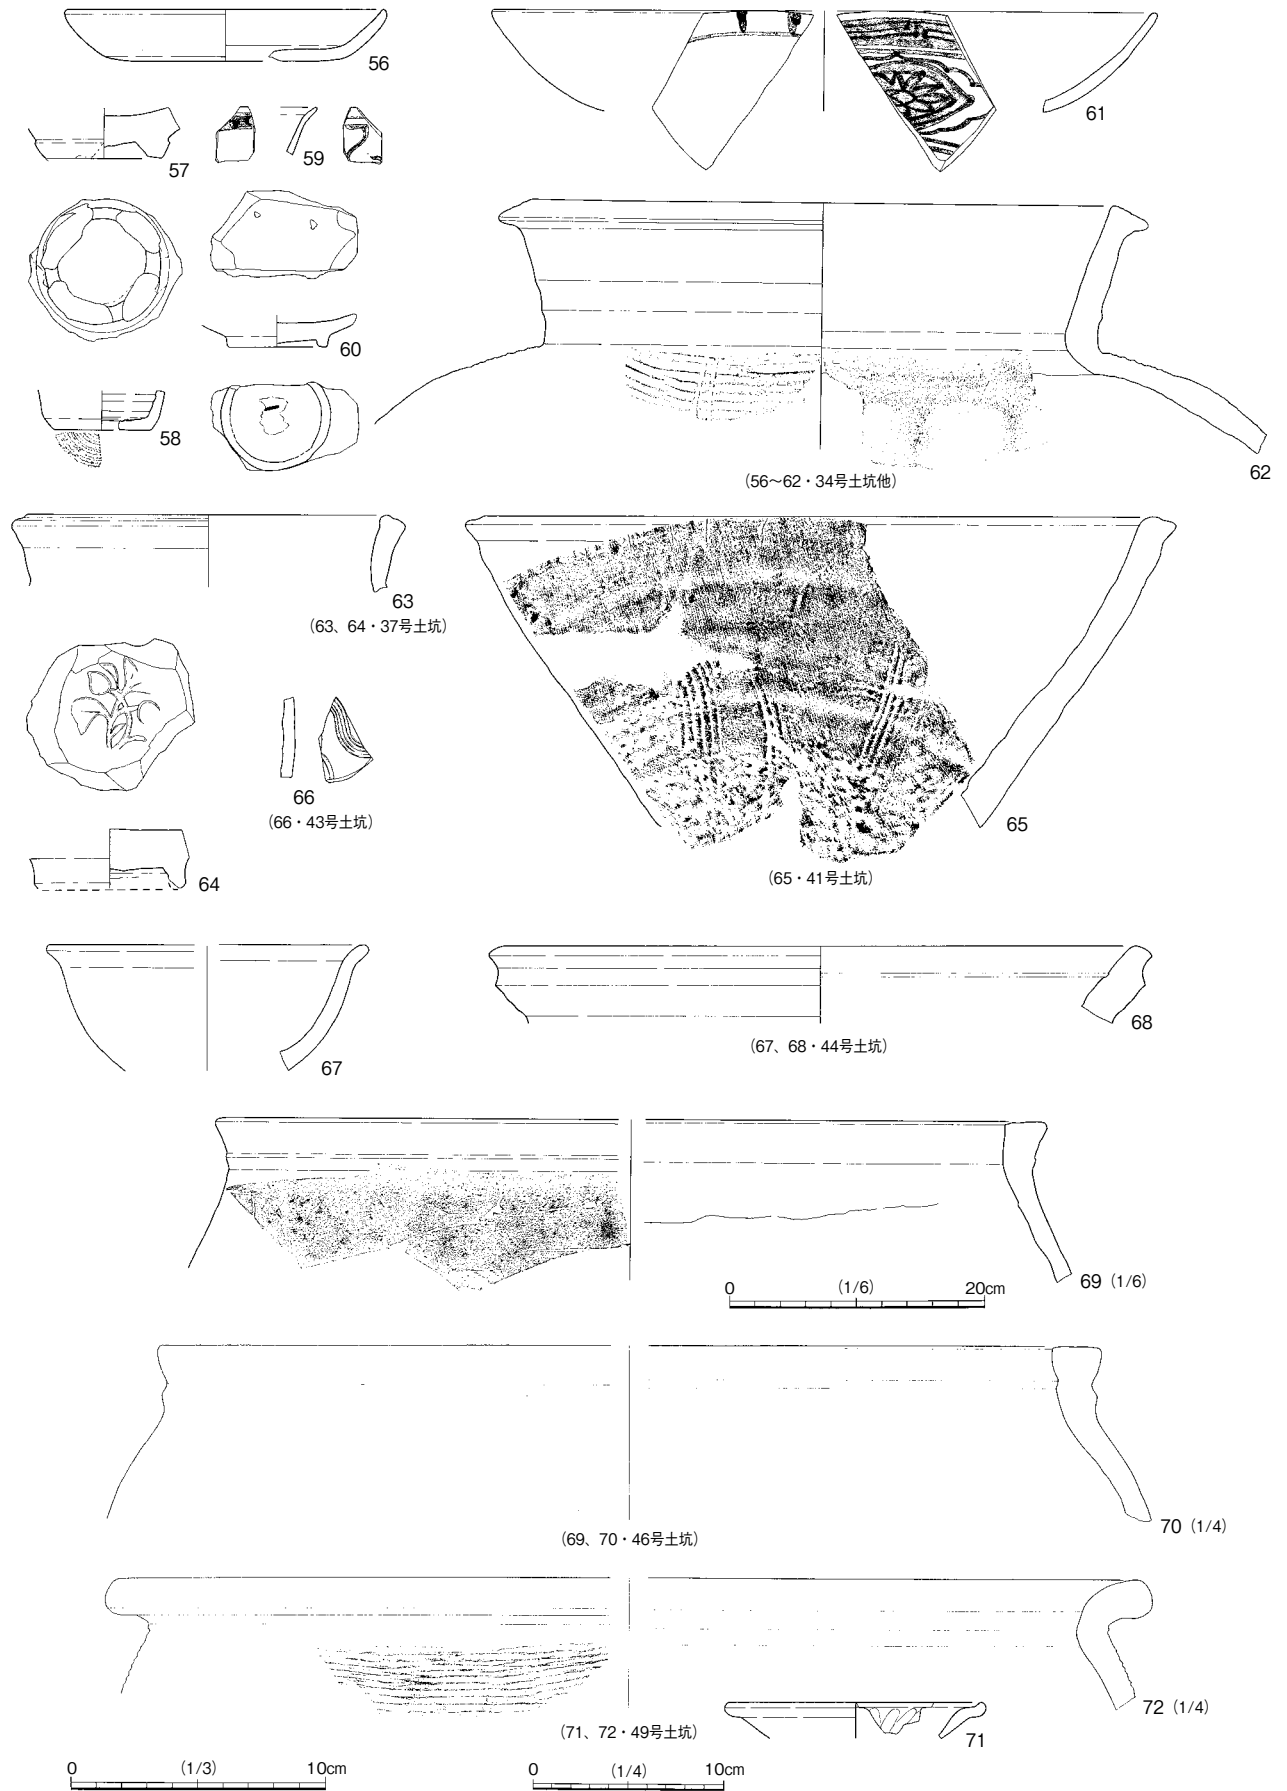 56
57
59
61
60
58
62
(56～62・34号土坑他)
63
(63、64・37号土坑)
66
(66・43号土坑)
65
(65・41号土坑)
64
67
68
(67、68・44号土坑)
69 (1/6)
0 (1/6) 20cm
70 (1/4)
(69、70・46号土坑)
72 (1/4)
71
(71、72・49号土坑)
0 (1/3) 10cm
0 (1/4) 10cm